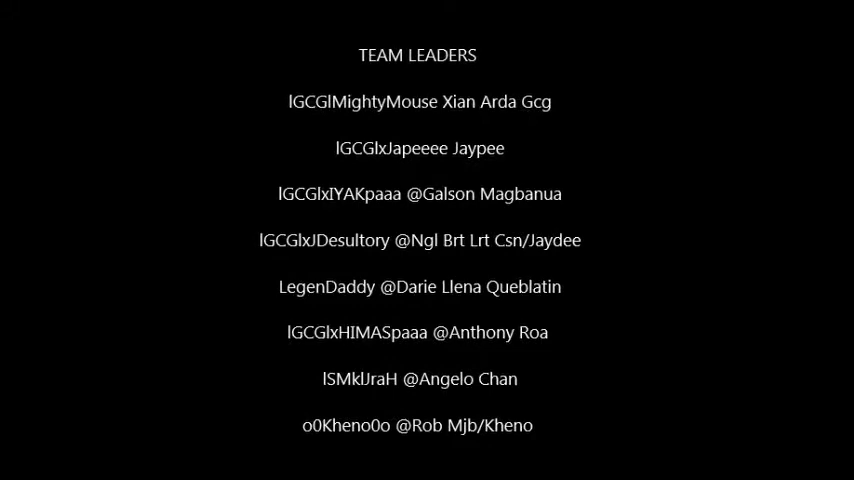 TEAM LEADERS
lGCGlMightyMouse Xian Arda Gcg
lGCGlxJapeeee Jaypee
lGCGlxIYAKpaaa @Galson Magbanua
lGCGlxJDesultory @Ngl Brt Lrt Csn/Jaydee
LegenDaddy @Darie Llena Queblatin
lGCGlxHIMASpaaa @Anthony Roa
lSMklJraH @Angelo Chan
o0Kheno0o @Rob Mjb/Kheno